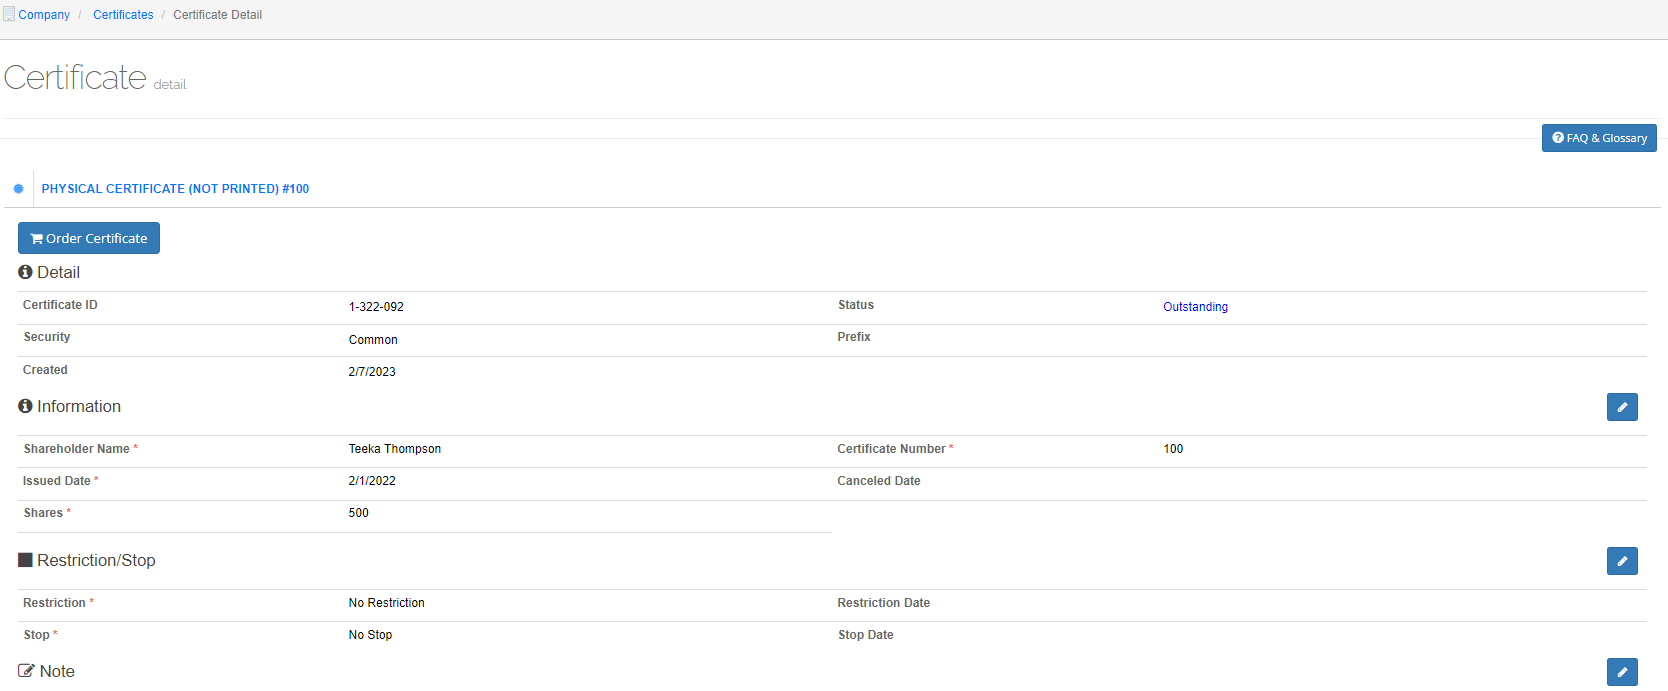 Company / Certificates / Certificate Detail
Certificate detail
FAQ & Glossary
PHYSICAL CERTIFICATE (NOT PRINTED) #100
Order Certificate
Detail
Certificate ID 1-322-092 Status Outstanding
Security Common Prefix
Created 2/7/2023
Information
Shareholder Name * Teeka Thompson Certificate Number * 100
Issued Date * 2/1/2022 Canceled Date
Shares * 500
Restriction/Stop
Restriction * No Restriction Restriction Date
Stop * No Stop Stop Date
Note